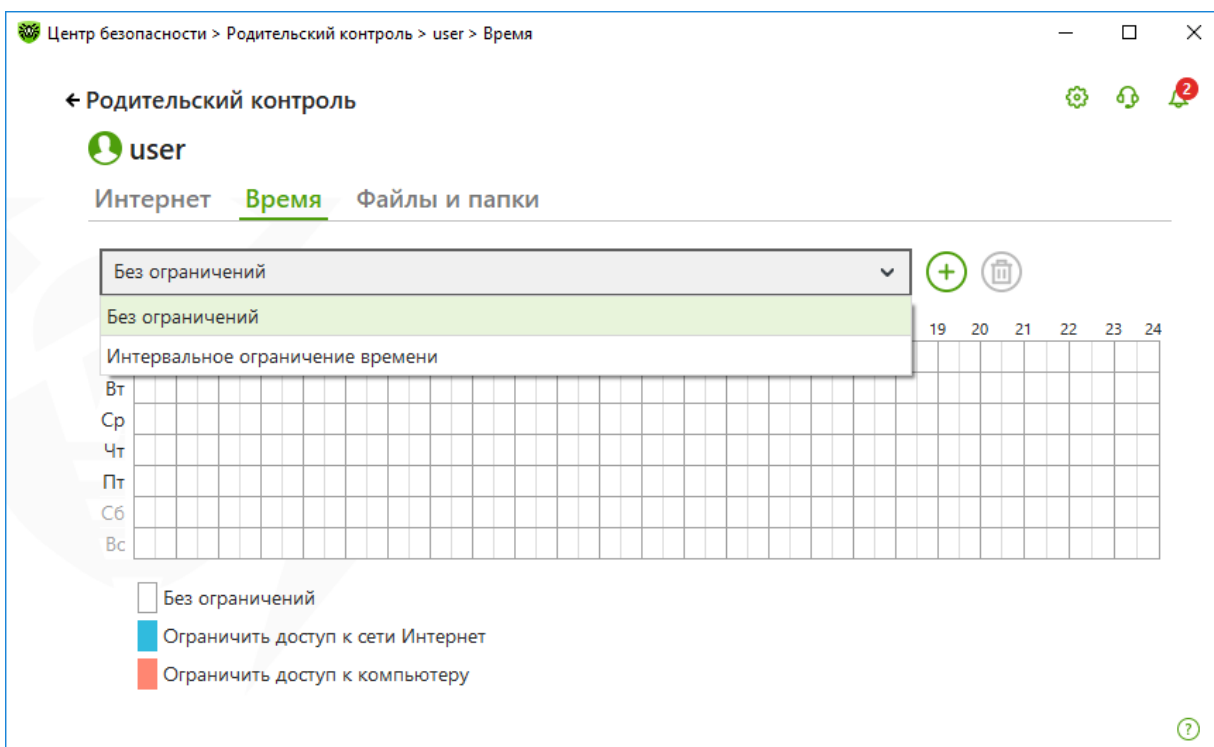 Центр безопасности > Родительский контроль > user > Время
Родительский контроль
2
user
Интернет Время Файлы и папки
Без ограничений
Без ограничений
19 20 21 22 23 24
Интервальное ограничение времени
Вт
Ср
Чт
Пт
Сб
Вс
Без ограничений
Ограничить доступ к сети Интернет
Ограничить доступ к компьютеру
?